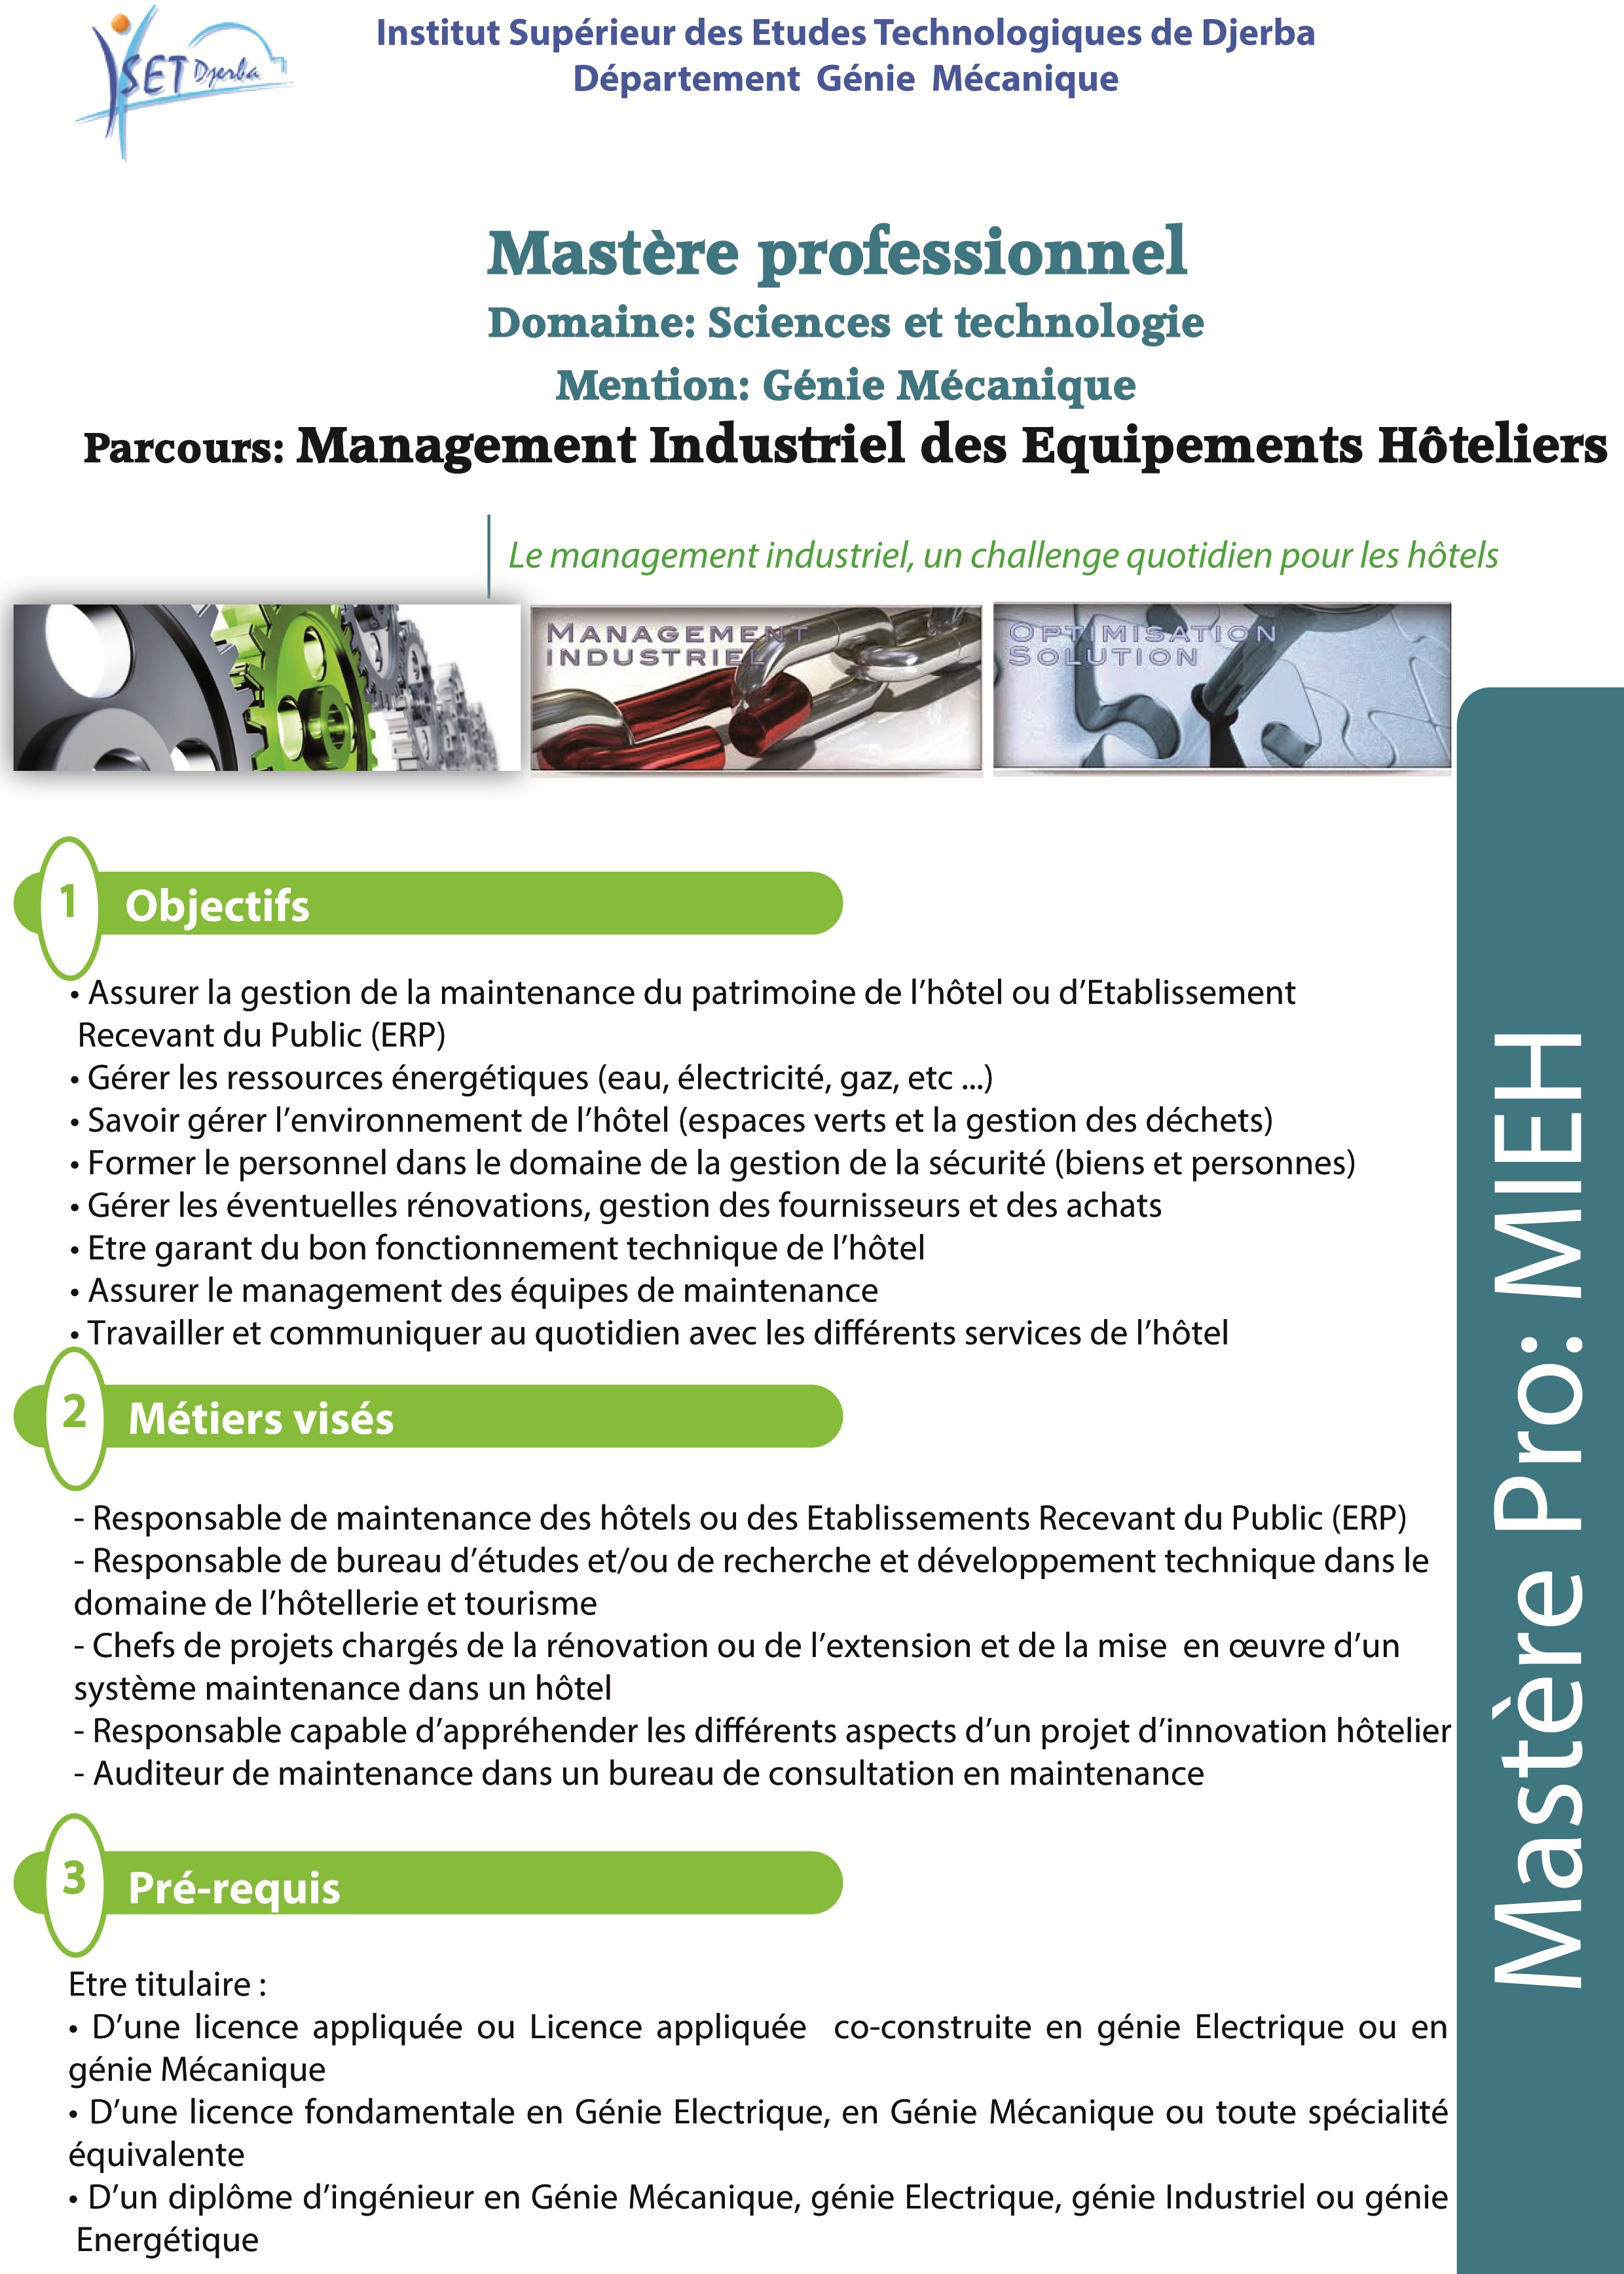 ISET Djerba
Institut Supérieur des Etudes Technologiques de Djerba
Département Génie Mécanique
Mastère professionnel
Domaine: Sciences et technologie
Mention: Génie Mécanique
Parcours: Management Industriel des Equipements Hôteliers
Le management industriel, un challenge quotidien pour les hôtels
MANAGEMENT
INDUSTRIEL
OPTIMISATION
SOLUTION
1 Objectifs
• Assurer la gestion de la maintenance du patrimoine de l’hôtel ou d’Etablissement
Recevant du Public (ERP)
• Gérer les ressources énergétiques (eau, électricité, gaz, etc ...)
• Savoir gérer l’environnement de l’hôtel (espaces verts et la gestion des déchets)
• Former le personnel dans le domaine de la gestion de la sécurité (biens et personnes)
• Gérer les éventuelles rénovations, gestion des fournisseurs et des achats
• Etre garant du bon fonctionnement technique de l’hôtel
• Assurer le management des équipes de maintenance
• Travailler et communiquer au quotidien avec les différents services de l’hôtel
2 Métiers visés
- Responsable de maintenance des hôtels ou des Etablissements Recevant du Public (ERP)
- Responsable de bureau d’études et/ou de recherche et développement technique dans le
domaine de l’hôtellerie et tourisme
- Chefs de projets chargés de la rénovation ou de l’extension et de la mise en œuvre d’un
système maintenance dans un hôtel
- Responsable capable d’appréhender les différents aspects d’un projet d’innovation hôtelier
- Auditeur de maintenance dans un bureau de consultation en maintenance
3 Pré-requis
Etre titulaire :
• D’une licence appliquée ou Licence appliquée co-construite en génie Electrique ou en
génie Mécanique
• D’une licence fondamentale en Génie Electrique, en Génie Mécanique ou toute spécialité
équivalente
• D’un diplôme d’ingénieur en Génie Mécanique, génie Electrique, génie Industriel ou génie
Energétique
Mastère Pro: MIEH